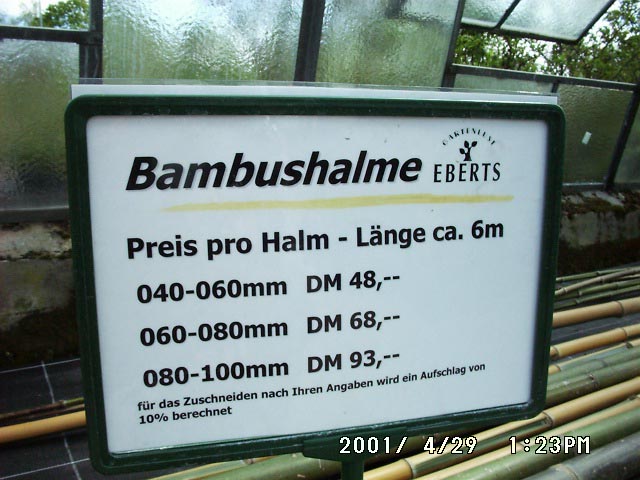 GARTENLUST
EBERTS
Bambushalme
Preis pro Halm - Länge ca. 6m
040-060mm DM 48,--
060-080mm DM 68,--
080-100mm DM 93,--
für das Zuschneiden nach Ihren Angaben wird ein Aufschlag von
10% berechnet
2001/ 4/29 1:23PM